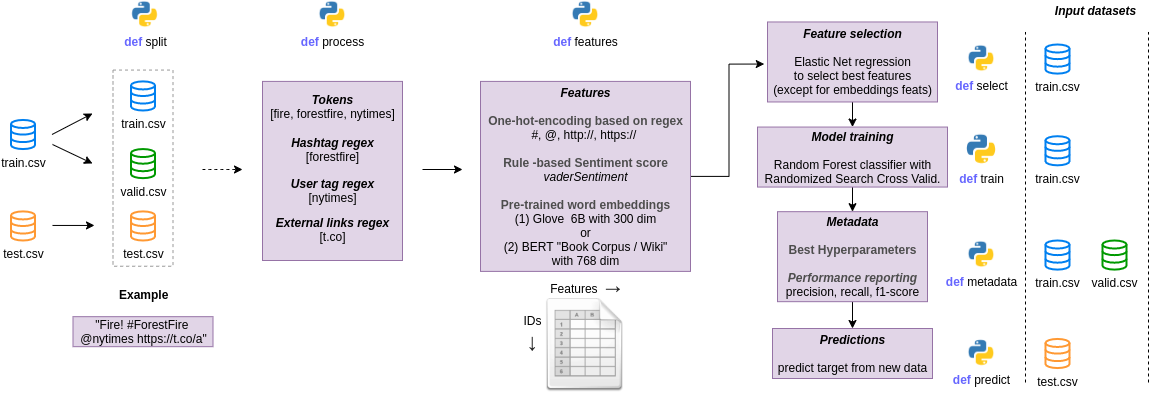 def split
train.csv
train.csv
valid.csv
test.csv
test.csv
Example
"Fire! #ForestFire
@nytimes https://t.co/a"
def process
Tokens
[fire, forestfire, nytimes]
Hashtag regex
[forestfire]
User tag regex
[nytimes]
External links regex
[t.co]
def features
Features
One-hot-encoding based on regex
#, @, http://, https://
Rule -based Sentiment score
vaderSentiment
Pre-trained word embeddings
(1) Glove 6B with 300 dim
or
(2) BERT "Book Corpus / Wiki"
with 768 dim
Features →
IDs
↓
A B
1
2
3
4
5
6
Feature selection
Elastic Net regression
to select best features
(except for embeddings feats)
def select
Model training
Random Forest classifier with
Randomized Search Cross Valid.
def train
Metadata
Best Hyperparameters
Performance reporting
precision, recall, f1-score
def metadata
Predictions
predict target from new data
def predict
Input datasets
train.csv
train.csv
train.csv valid.csv
test.csv